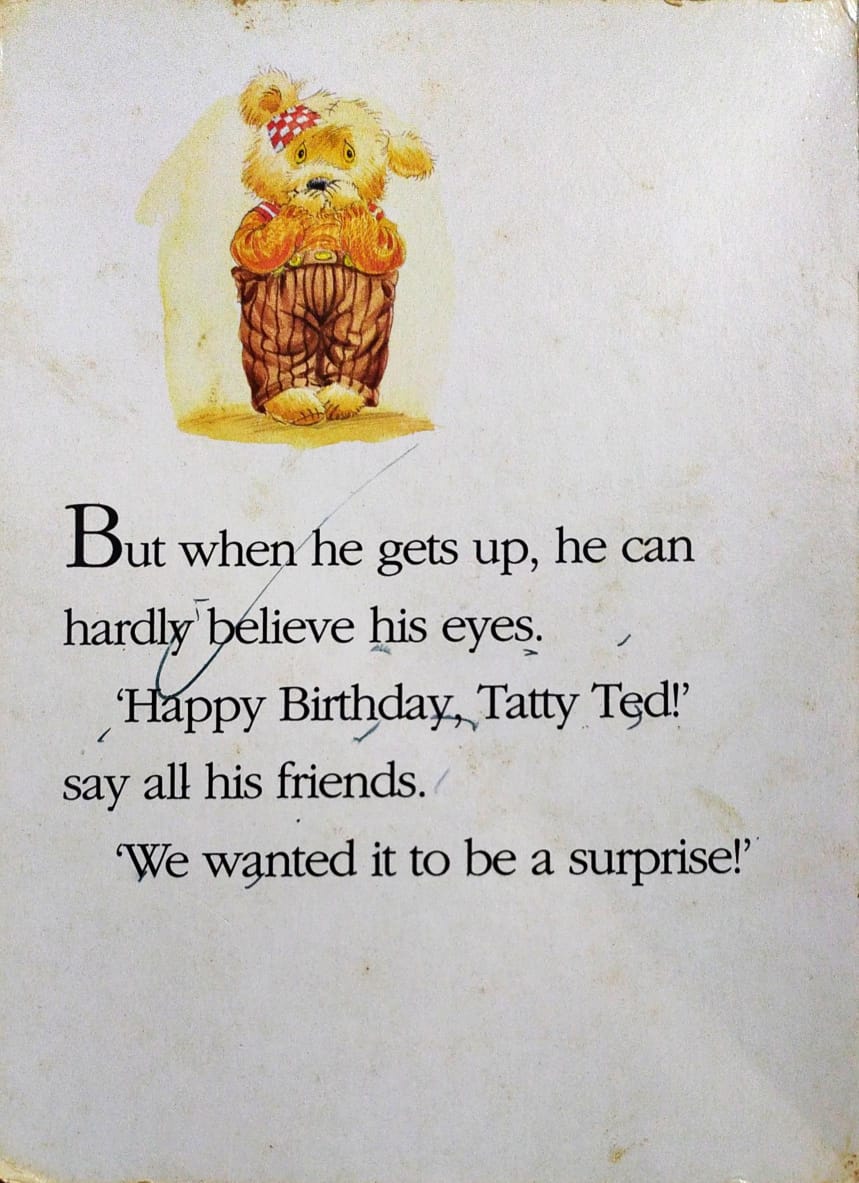 But when he gets up, he can
hardly believe his eyes.
‘Happy Birthday, Tatty Ted!’
say all his friends.
‘We wanted it to be a surprise!’